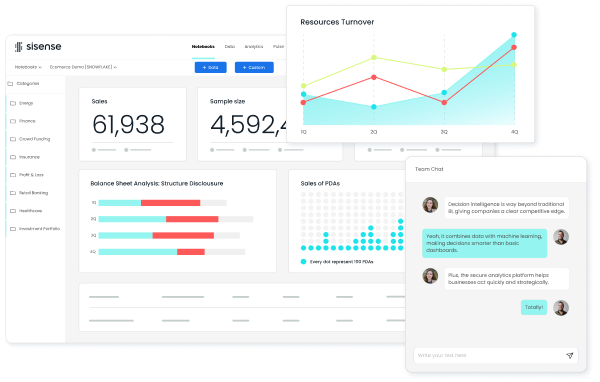 sisense
Notebooks Data Analytics Pulse
Notebooks Ecomerce Demo (SNOWFLAKE)
+ Data + Custom
Categories
Energy
Finance
Crowd Funding
Insurance
Profit & Loss
Retail Banking
Healthcare
Investment Portfolio
Sales
61,938
Sample size
4,592,4
Balance Sheet Analysis: Structure Disclousure
1Q
2Q
3Q
4Q
Sales of PDAs
Every dot represent 100 PDAs
Resources Turnover
1Q 2Q 3Q 4Q
Team Chat
Decision Intelligence is way beyond traditional
BI, giving companies a clear competitive edge.
Yeah, it combines data with machine learning,
making decisions smarter than basic
dashboards.
Plus, the secure analytics platform helps
businesses act quickly and strategically.
Totally!
Write your text here